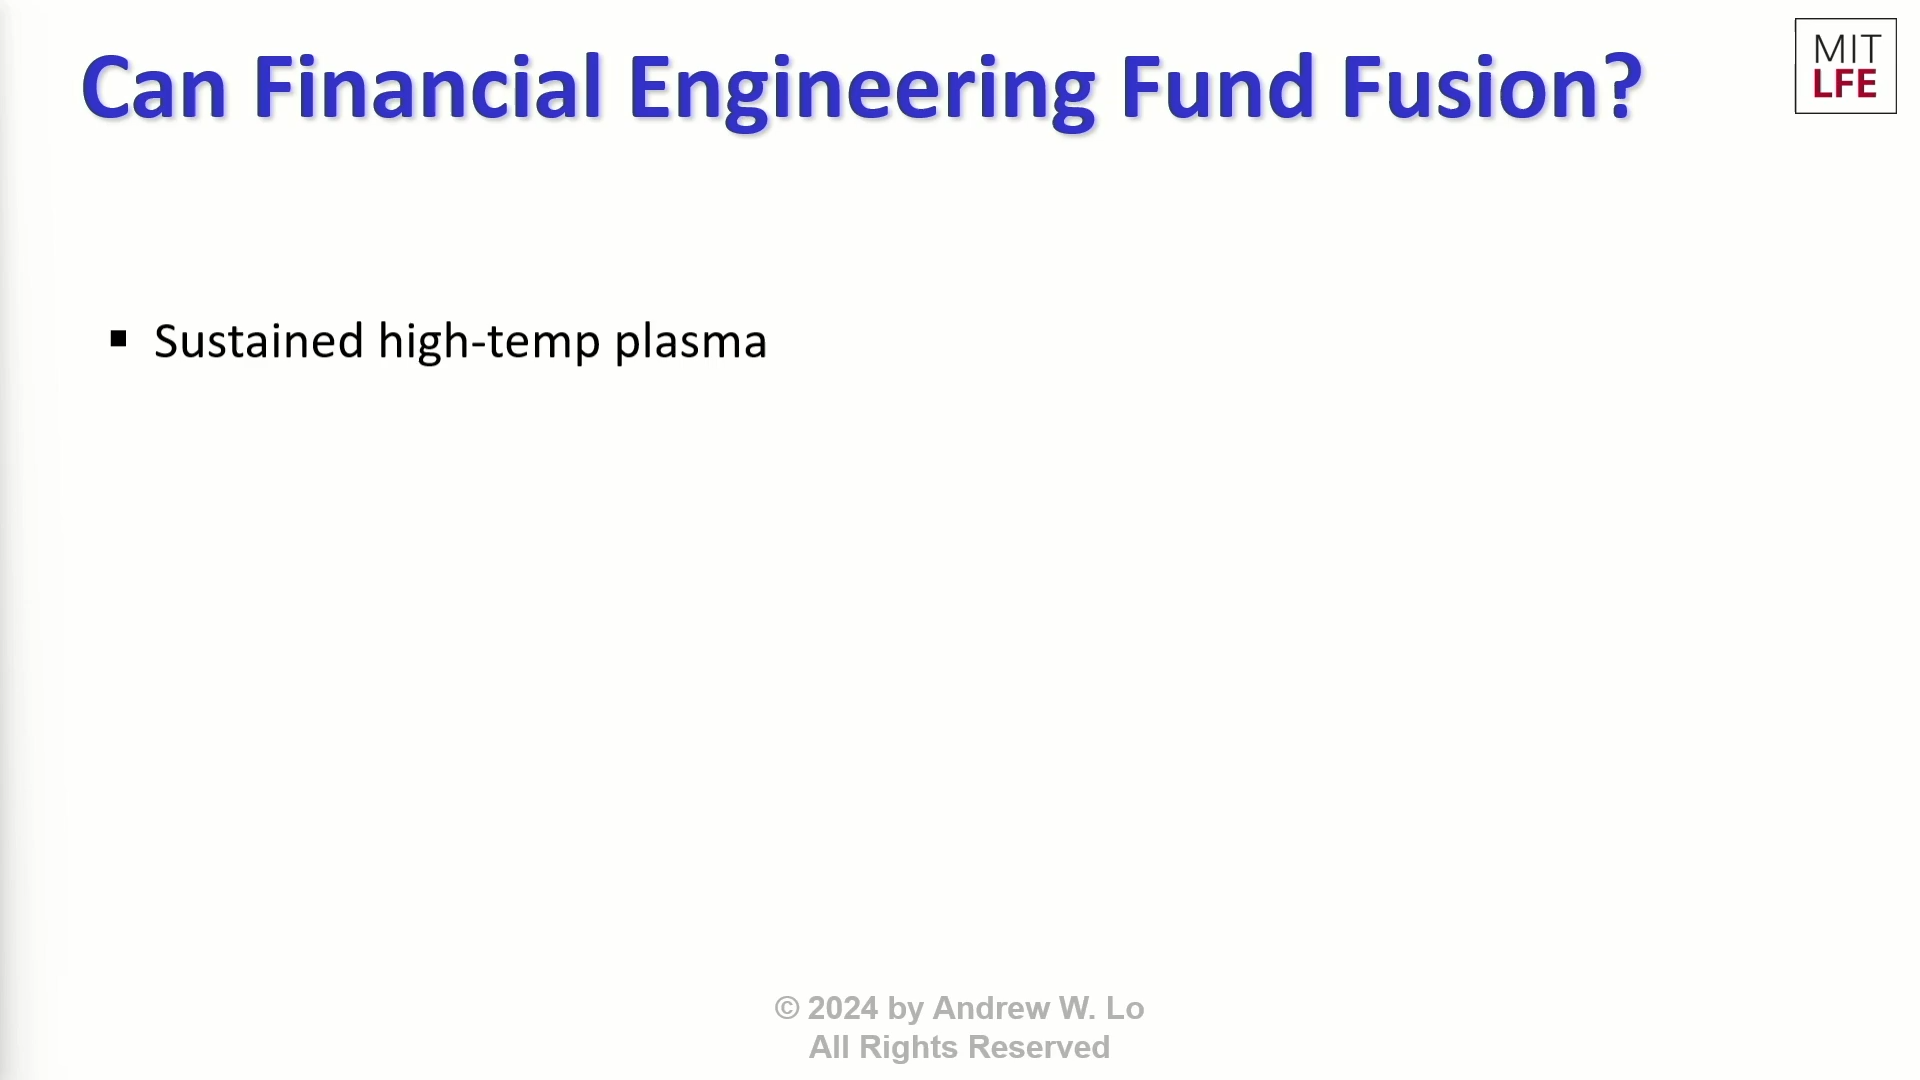 Can Financial Engineering Fund Fusion?
MIT
LFE
▪ Sustained high-temp plasma
© 2024 by Andrew W. Lo
All Rights Reserved